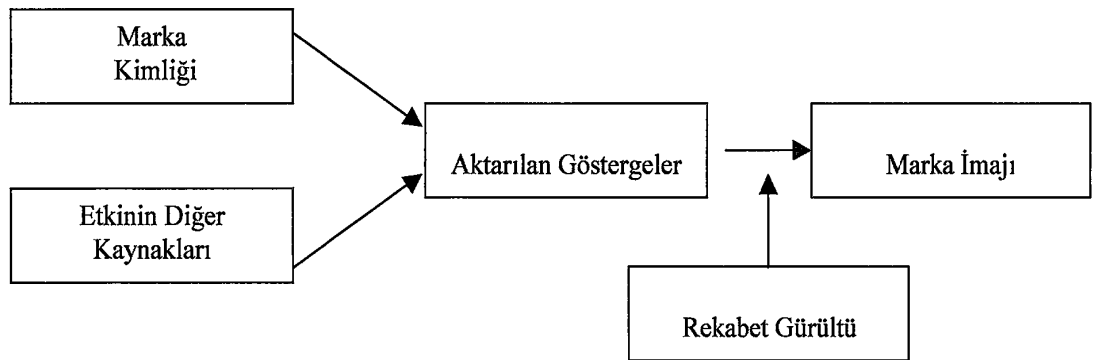 Marka
Kimliği
Etkinin Diğer
Kaynakları
Aktarılan Göstergeler
Marka İmajı
Rekabet Gürültü